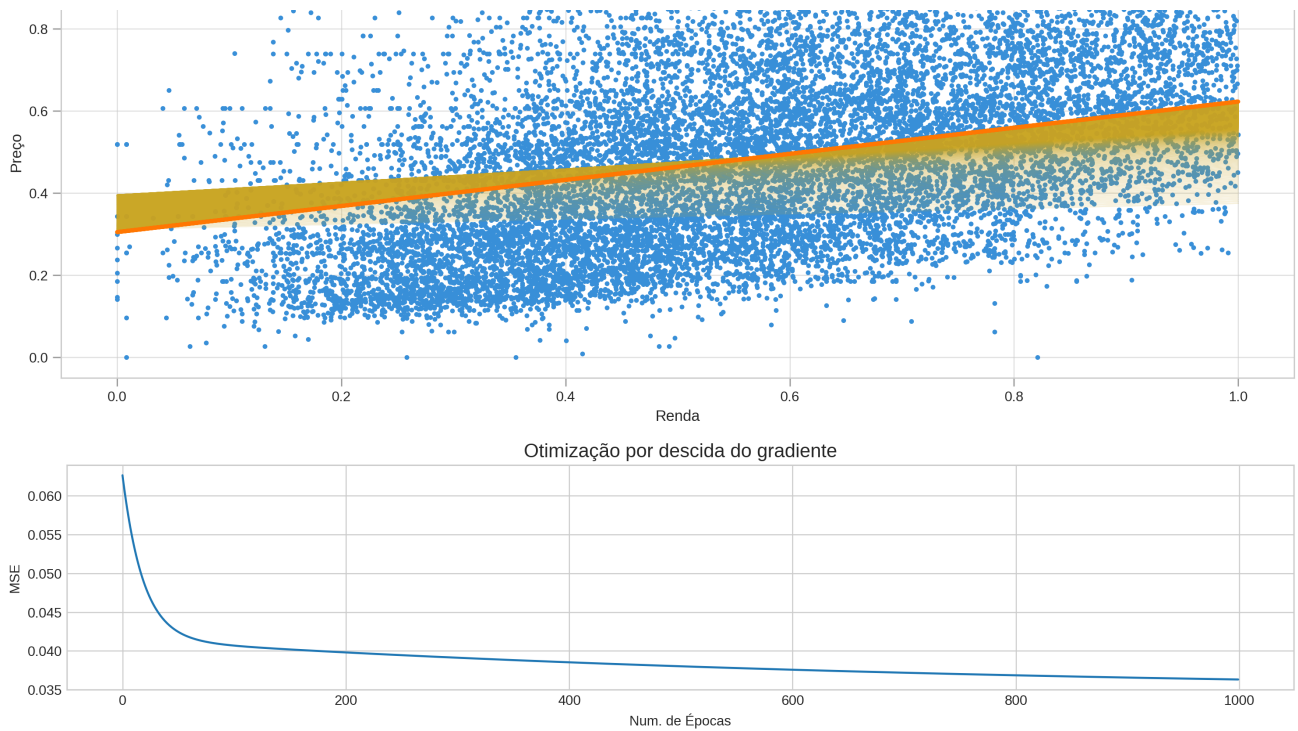 0.8
0.6
Preço
0.4
0.2
0.0
0.0 0.2 0.4 0.6 0.8 1.0
Renda
Otimização por descida do gradiente
0.060
0.055
0.050
MSE
0.045
0.040
0.035
0 200 400 600 800 1000
Num. de Épocas